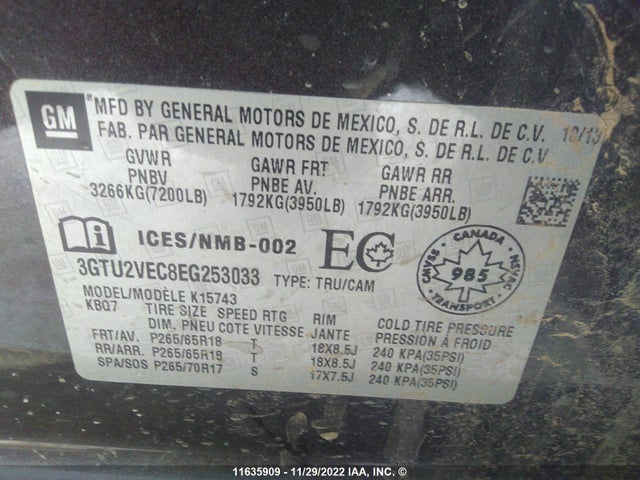 GM
MFD BY GENERAL MOTORS DE MEXICO, S. DE R.L. DE C.V. 10/13
FAB. PAR GENERAL MOTORS DE MEXICO, S. DE R.L. DE C.V
GVWR GAWR FRT GAWR RR
PNBV PNBE AV. PNBE ARR.
3266KG(7200LB) 1792KG(3950LB) 1792KG(3950LB)
ICES/NMB-002 EC
CANADA
CMVSS 985 NSVAC
TRANSPORT
3GTU2VEC8EG253033 TYPE: TRU/CAM
MODEL/MODÈLE K15743
KBQ7 TIRE SIZE SPEED RTG RIM COLD TIRE PRESSURE
DIM. PNEU COTE VITESSE JANTE PRESSION À FROID
FRT/AV. P265/65R18 T 18X8.5J 240 KPA(35PSI)
RR/ARR. P265/65R18 T 18X8.5J 240 KPA(35PSI)
SPA/SOS P265/70R17 S 17X7.5J 240 KPA(35PSI)
11635909 - 11/29/2022 IAA, Inc. ©